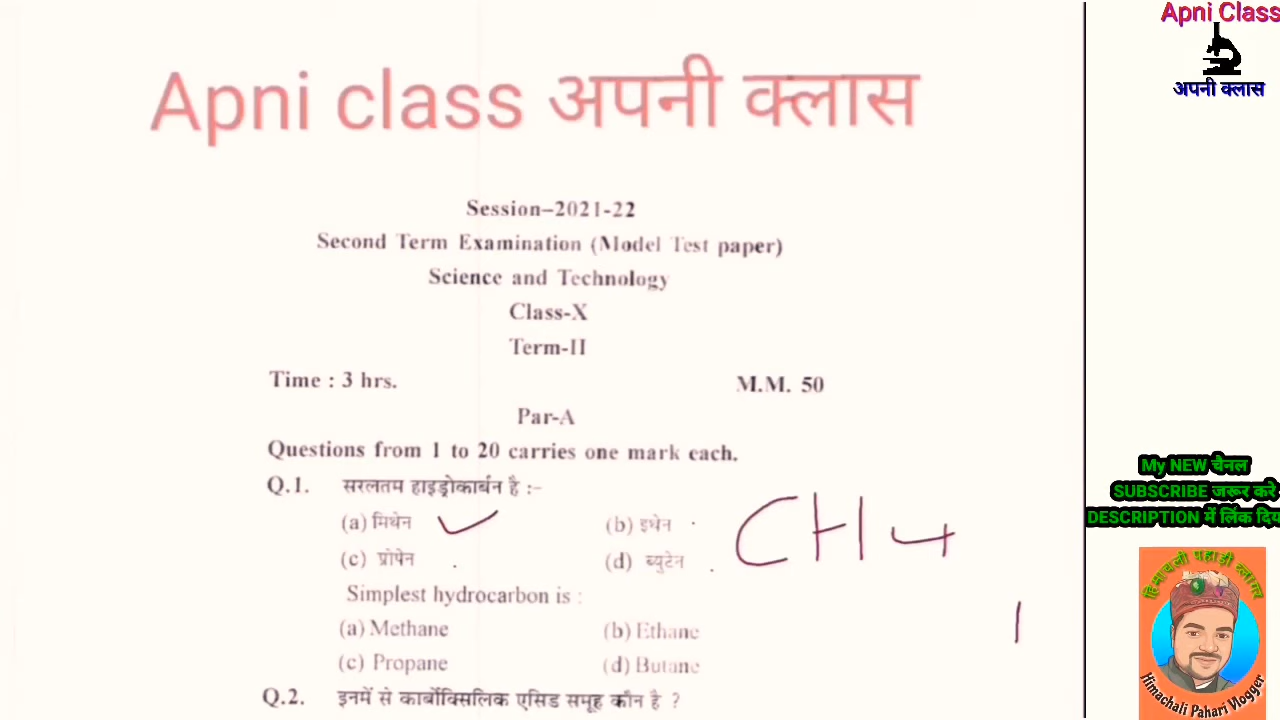 Apni class अपनी क्लास
Session–2021-22
Second Term Examination (Model Test paper)
Science and Technology
Class-X
Term-II
Time : 3 hrs. M.M. 50
Par-A
Questions from 1 to 20 carries one mark each.
Q.1. सरलतम हाइड्रोकार्बन है :–
(a) मिथेन (b) इथेन
(c) प्रोपेन (d) ब्युटेन
CH4
Simplest hydrocarbon is :
(a) Methane (b) Ethane
(c) Propane (d) Butane
Q.2. इनमें से कार्बोक्सिलिक एसिड समूह कौन है ?
Apni Class
अपनी क्लास
My NEW चैनल
SUBSCRIBE जरूर करे
DESCRIPTION में लिंक दिय
हिमाचली पहाड़ी व्लॉगर
Himachali Pahari Vlogger